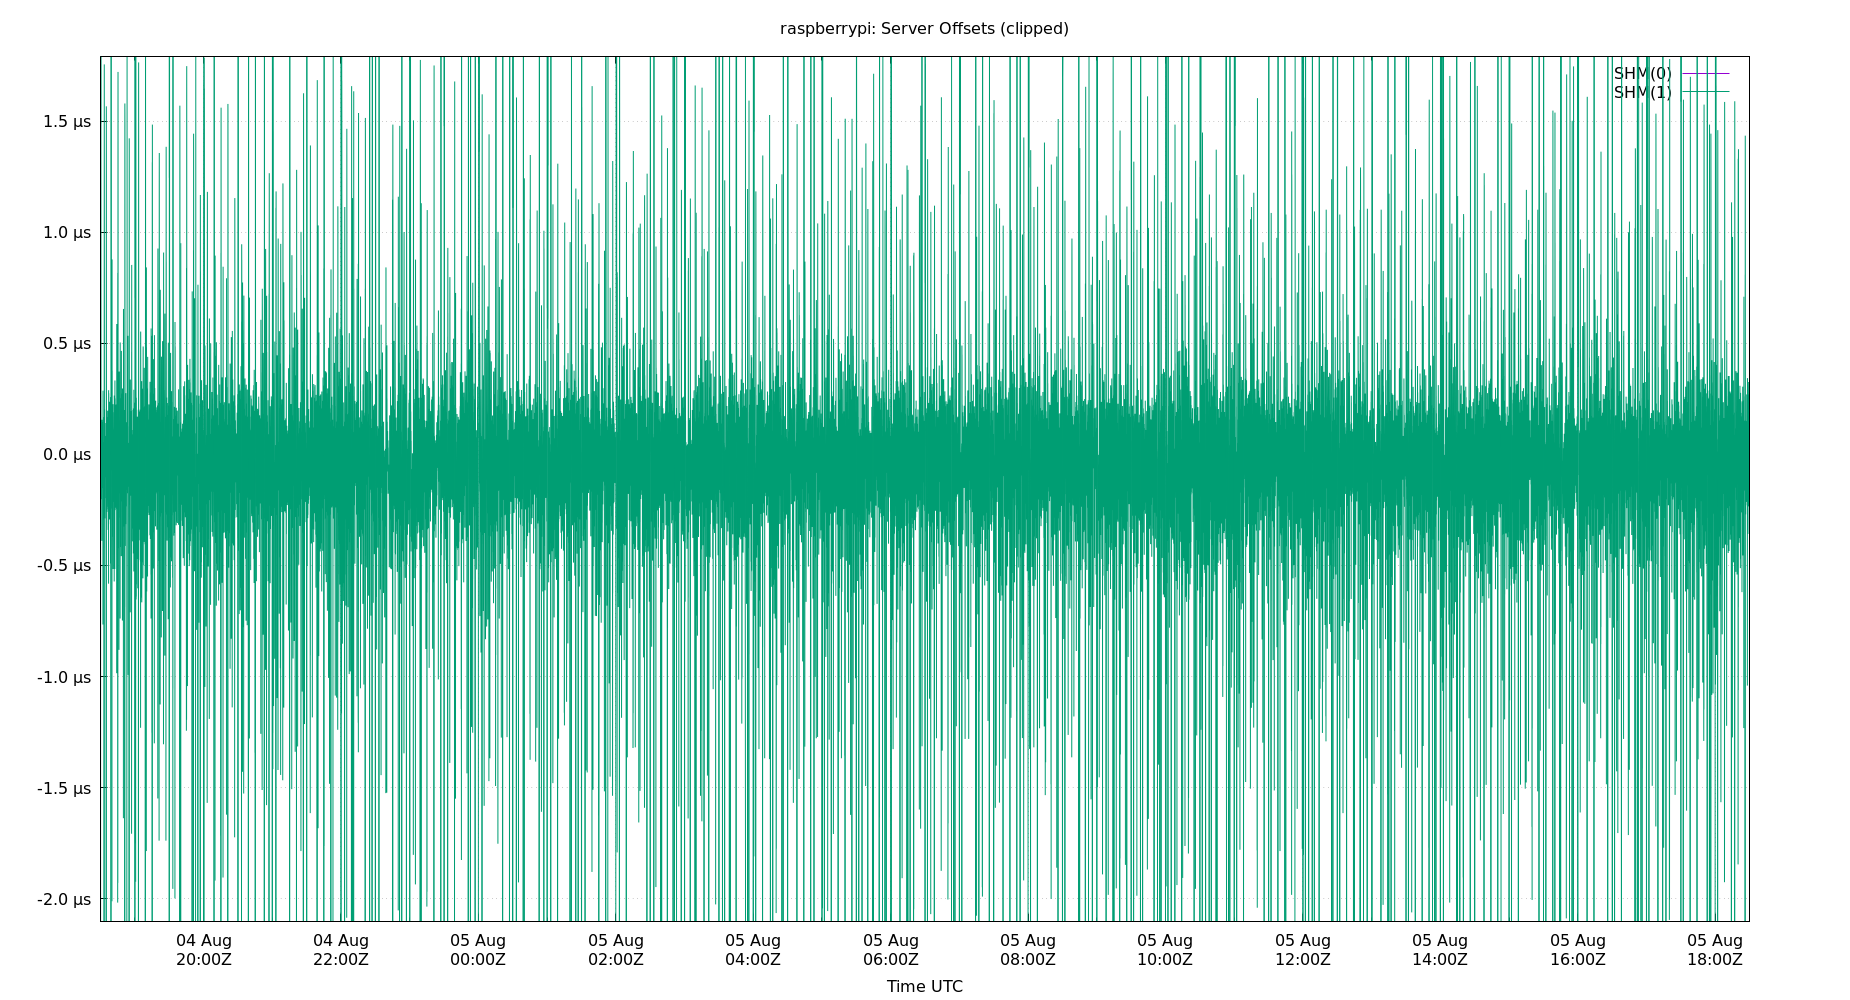 raspberrypi: Server Offsets (clipped)
SHM(0)
SHM(1)
1.5 µs
1.0 µs
0.5 µs
0.0 µs
-0.5 µs
-1.0 µs
-1.5 µs
-2.0 µs
04 Aug 04 Aug 05 Aug 05 Aug 05 Aug 05 Aug 05 Aug 05 Aug 05 Aug 05 Aug 05 Aug 05 Aug
20:00Z 22:00Z 00:00Z 02:00Z 04:00Z 06:00Z 08:00Z 10:00Z 12:00Z 14:00Z 16:00Z 18:00Z
Time UTC